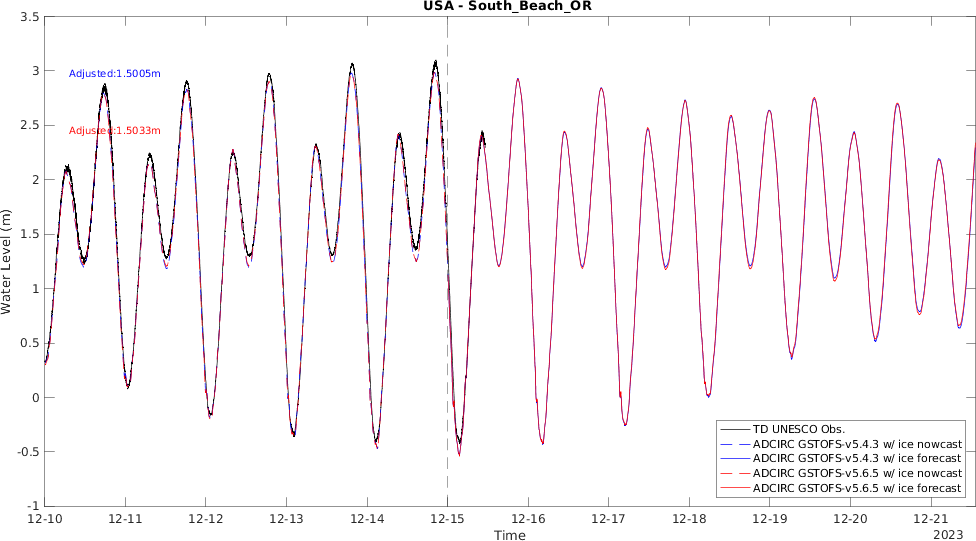 USA - South_Beach_OR
3.5
3
2.5
2
1.5
1
0.5
0
-0.5
-1
Water Level (m)
Adjusted:1.5005m
Adjusted:1.5033m
TD UNESCO Obs.
ADCIRC GSTOFS-v5.4.3 w/ ice nowcast
ADCIRC GSTOFS-v5.4.3 w/ ice forecast
ADCIRC GSTOFS-v5.6.5 w/ ice nowcast
ADCIRC GSTOFS-v5.6.5 w/ ice forecast
12-10 12-11 12-12 12-13 12-14 12-15 12-16 12-17 12-18 12-19 12-20 12-21
Time
2023